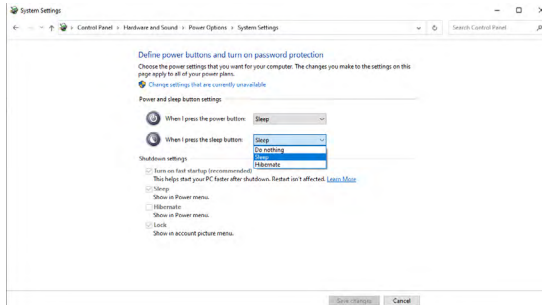 System Settings
Control Panel > Hardware and Sound > Power Options > System Settings
Search Control Panel
Define power buttons and turn on password protection
Choose the power settings that you want for your computer. The changes you make to the settings on this
page apply to all of your power plans.
Change settings that are currently unavailable
Power and sleep button settings
When I press the power button: Sleep
When I press the sleep button: Sleep
Do nothing
Sleep
Hibernate
Shutdown settings
Turn on fast startup (recommended)
This helps start your PC faster after shutdown. Restart isn't affected. Learn More
Sleep
Show in Power menu.
Hibernate
Show in Power menu.
Lock
Show in account picture menu.
Save changes Cancel